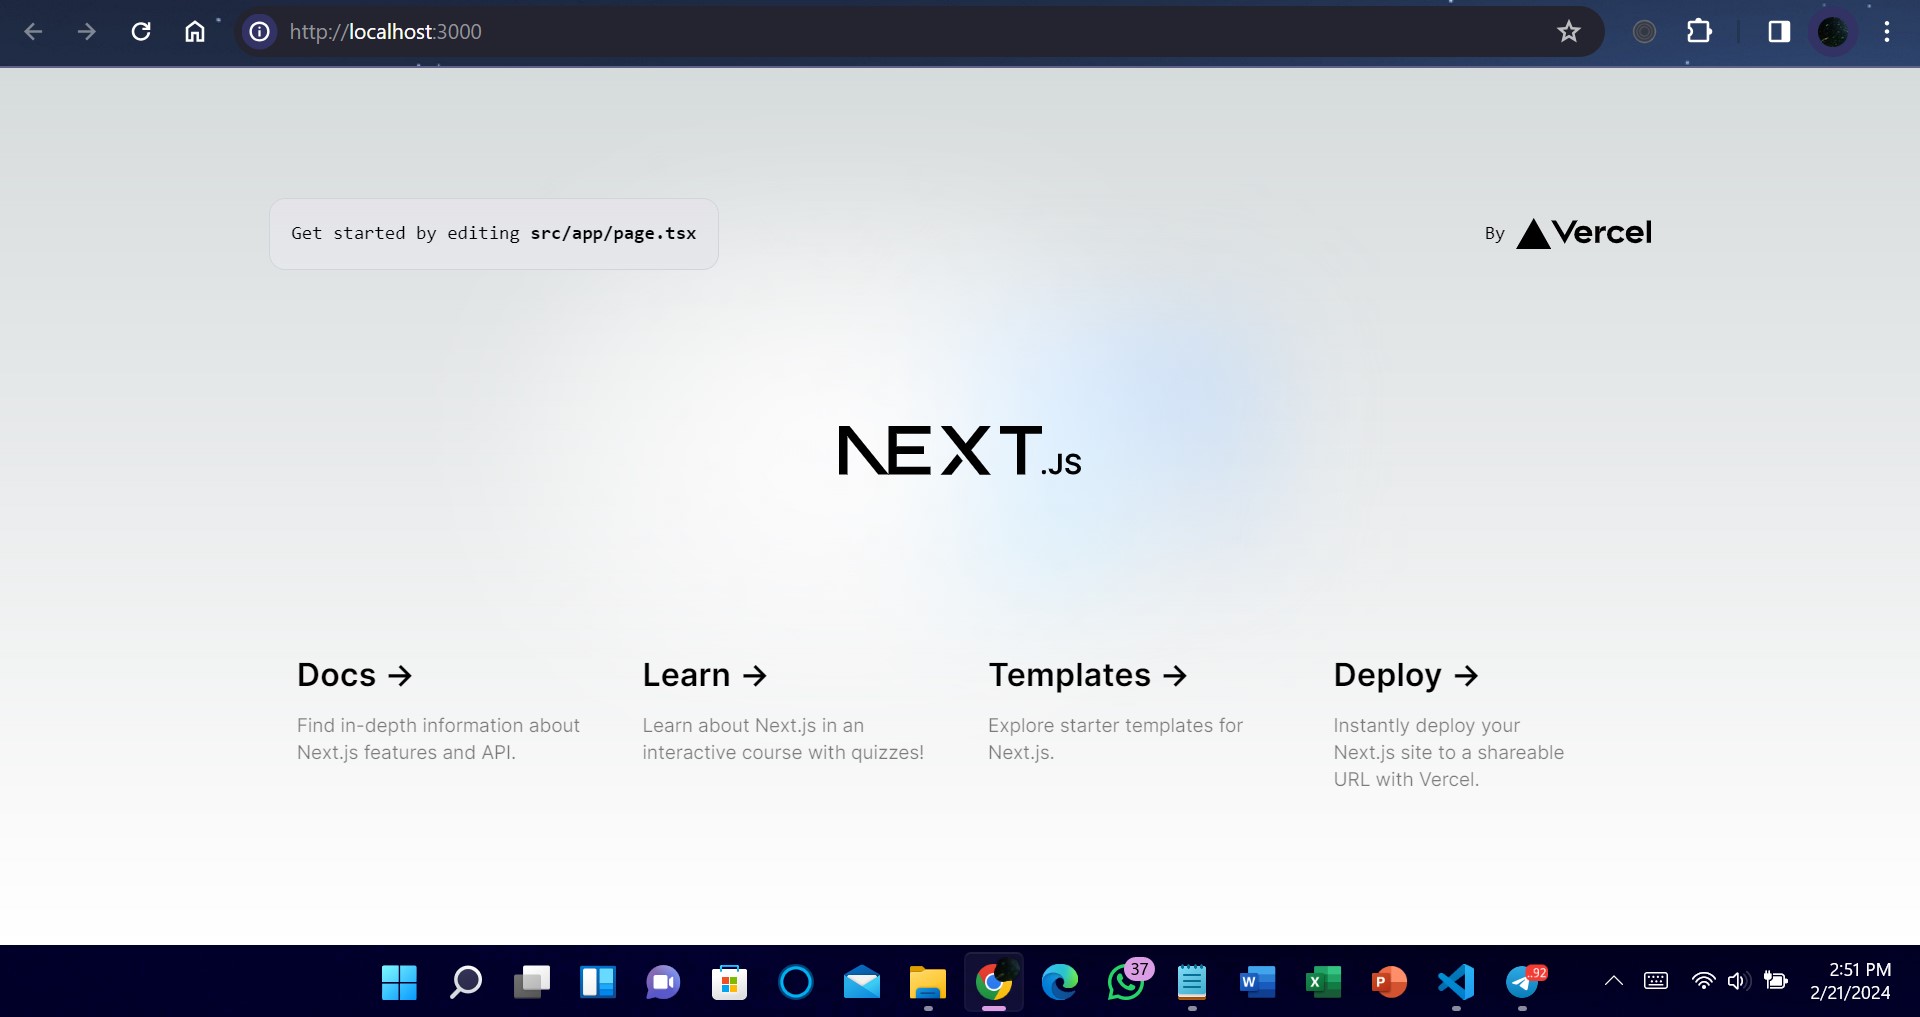 http://localhost:3000
Get started by editing src/app/page.tsx
By Vercel
NEXT.JS
Docs →
Find in-depth information about
Next.js features and API.
Learn →
Learn about Next.js in an
interactive course with quizzes!
Templates →
Explore starter templates for
Next.js.
Deploy →
Instantly deploy your
Next.js site to a shareable
URL with Vercel.
37
W
X
P
..92
2:51 PM
2/21/2024